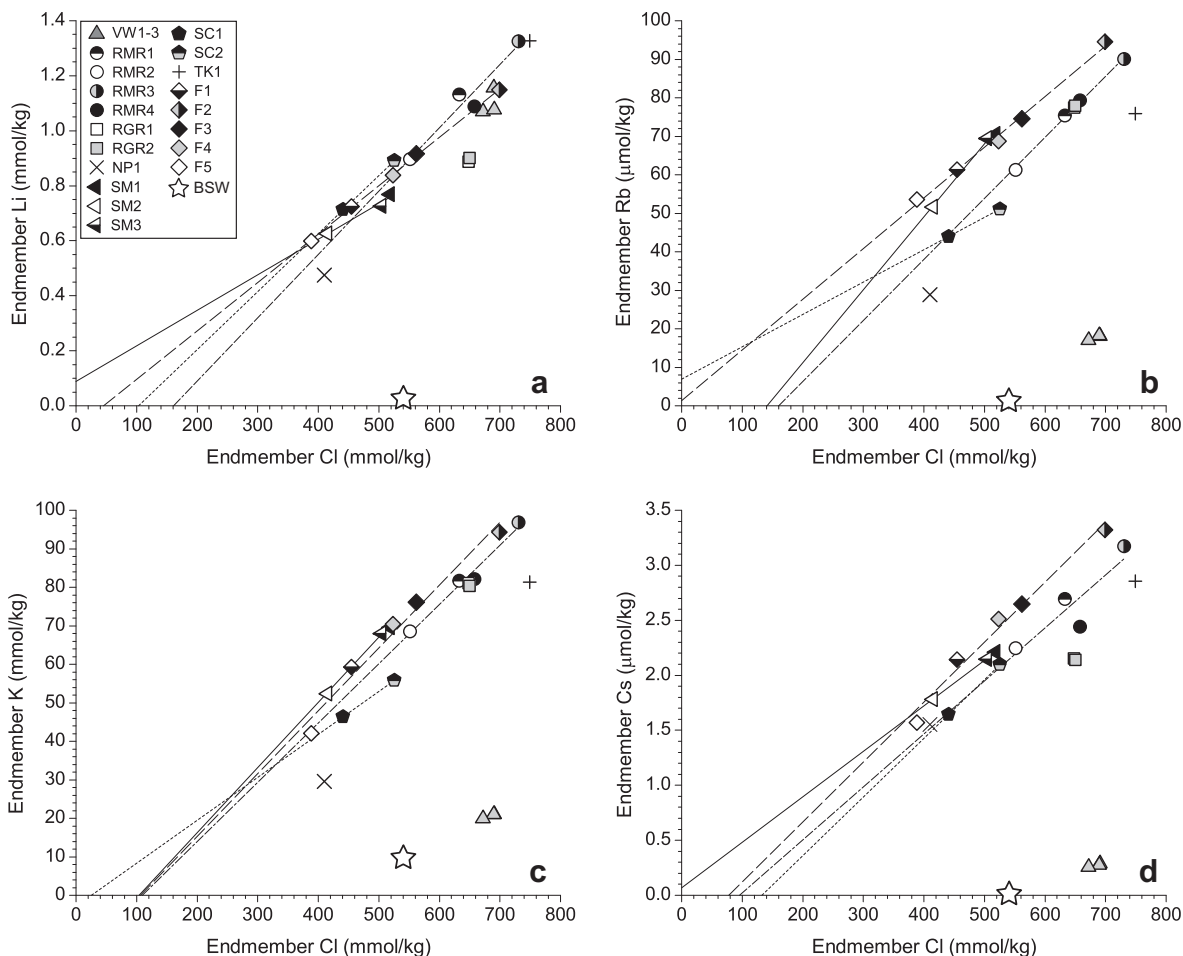 a
1.4
1.2
1.0
0.8
0.6
0.4
0.2
0.0
Endmember Li (mmol/kg)
VW1-3
RMR1
RMR2
RMR3
RMR4
RGR1
RGR2
NP1
SM1
SM2
SM3
SC1
SC2
TK1
F1
F2
F3
F4
F5
BSW
0 100 200 300 400 500 600 700 800
Endmember Cl (mmol/kg)
b
100
90
80
70
60
50
40
30
20
10
0
Endmember Rb (μmol/kg)
0 100 200 300 400 500 600 700 800
Endmember Cl (mmol/kg)
c
100
90
80
70
60
50
40
30
20
10
0
Endmember K (mmol/kg)
0 100 200 300 400 500 600 700 800
Endmember Cl (mmol/kg)
d
3.5
3.0
2.5
2.0
1.5
1.0
0.5
0.0
Endmember Cs (μmol/kg)
0 100 200 300 400 500 600 700 800
Endmember Cl (mmol/kg)